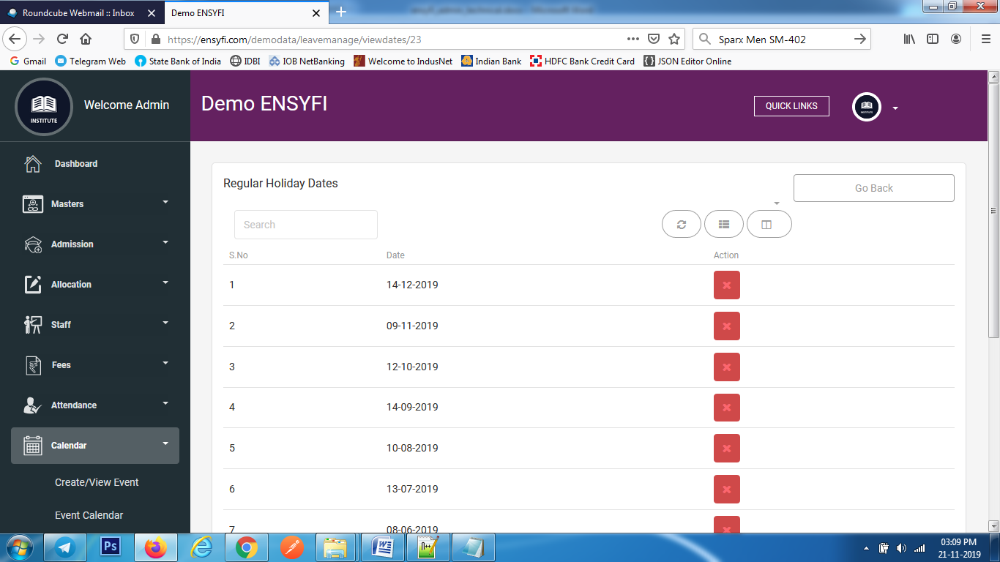 Roundcube Webmail :: Inbox
Demo ENSYFI
https://ensyfi.com/demodata/leavemanage/viewdates/23
Sparx Men SM-402
Gmail
Telegram Web
State Bank of India
IDBI
IOB NetBanking
Welcome to IndusNet
Indian Bank
HDFC Bank Credit Card
JSON Editor Online
INSTITUTE
Welcome Admin
Demo ENSYFI
QUICK LINKS
Dashboard
Masters
Admission
Allocation
Staff
Fees
Attendance
Calendar
Create/View Event
Event Calendar
Regular Holiday Dates
Go Back
Search
S.No Date Action
1 14-12-2019
2 09-11-2019
3 12-10-2019
4 14-09-2019
5 10-08-2019
6 13-07-2019
7 08-06-2019
Ps
03:09 PM
21-11-2019